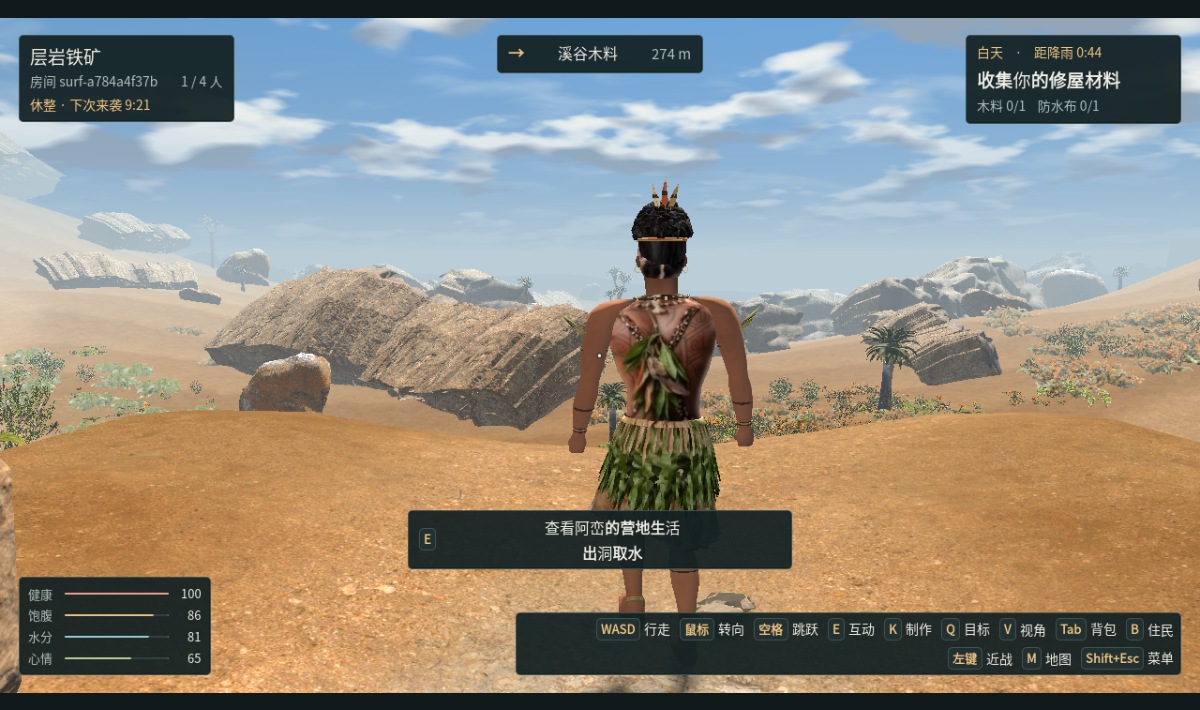 层岩铁矿
房间 surf-a784a4f37b 1 / 4 人
休整 · 下次来袭 9:21
→ 溪谷木料 274 m
白天 · 距降雨 0:44
收集你的修屋材料
木料 0/1 防水布 0/1
E 查看阿峦的营地生活
出洞取水
健康 100
饱腹 86
水分 81
心情 65
WASD 行走 鼠标 转向 空格 跳跃 E 互动 K 制作 Q 目标 V 视角 Tab 背包 B 住民
左键 近战 M 地图 Shift+Esc 菜单